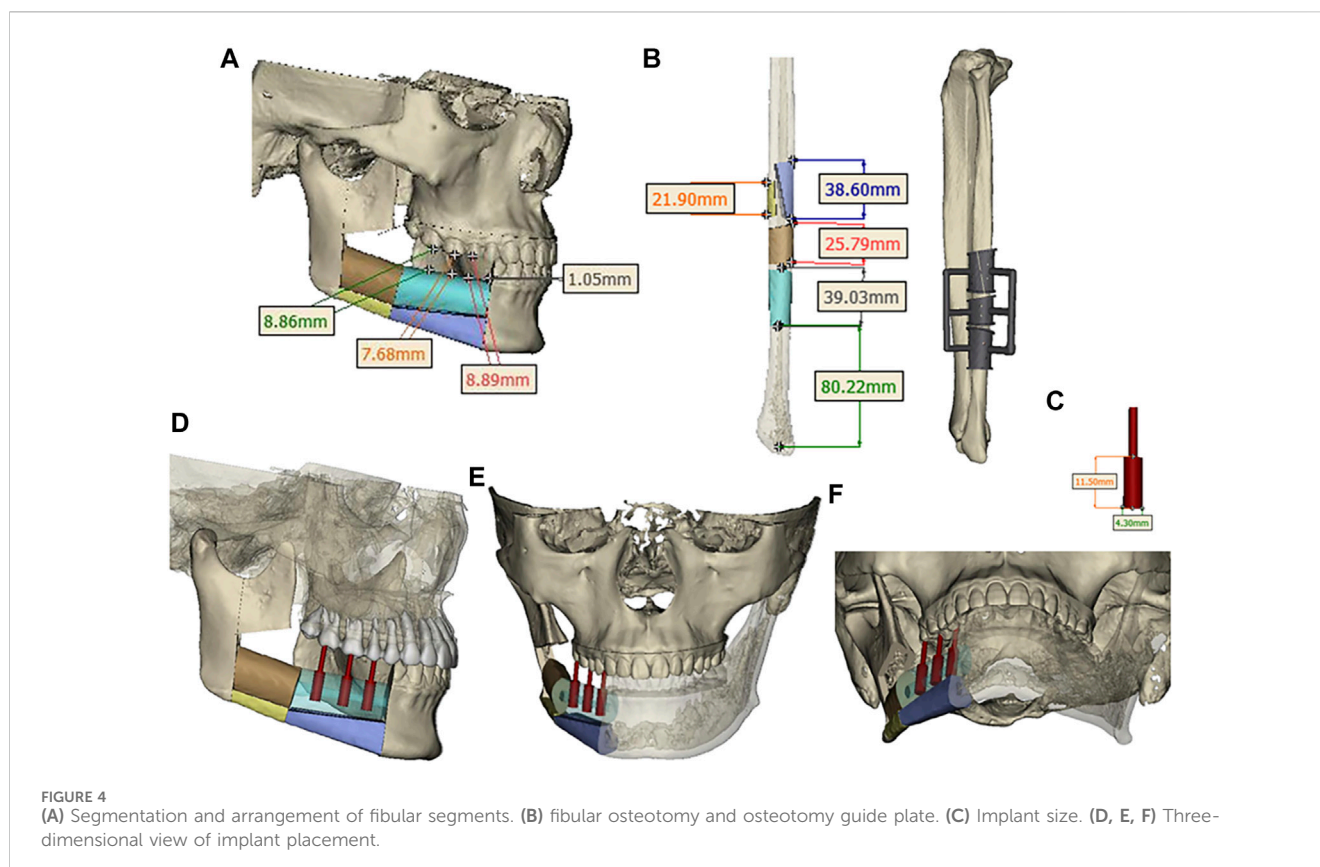 A
B
21.90mm
38.60mm
25.79mm
39.03mm
80.22mm
1.05mm
8.86mm
7.68mm
8.89mm
C
11.50mm
4.30mm
D
E
F
FIGURE 4
(A) Segmentation and arrangement of fibular segments. (B) fibular osteotomy and osteotomy guide plate. (C) Implant size. (D, E, F) Three-
dimensional view of implant placement.